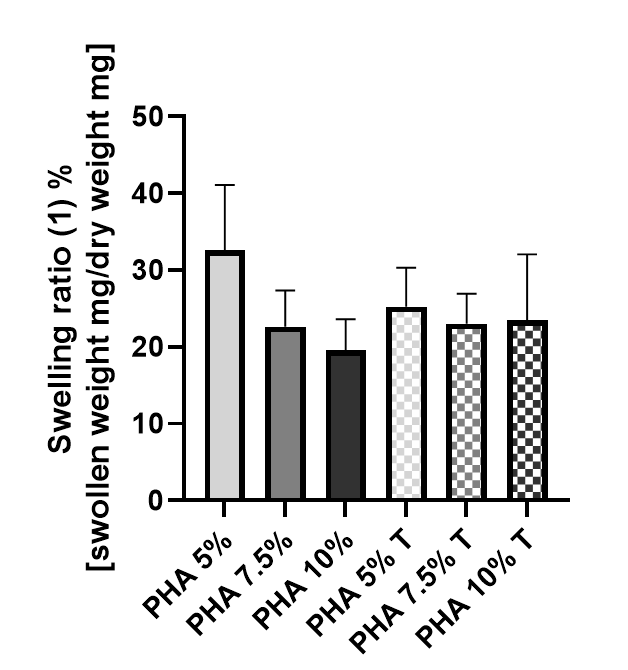 Swelling ratio (1) %
[swollen weight mg/dry weight mg]
50
40
30
20
10
0
PHA 5%
PHA 7.5%
PHA 10%
PHA 5% T
PHA 7.5% T
PHA 10% T